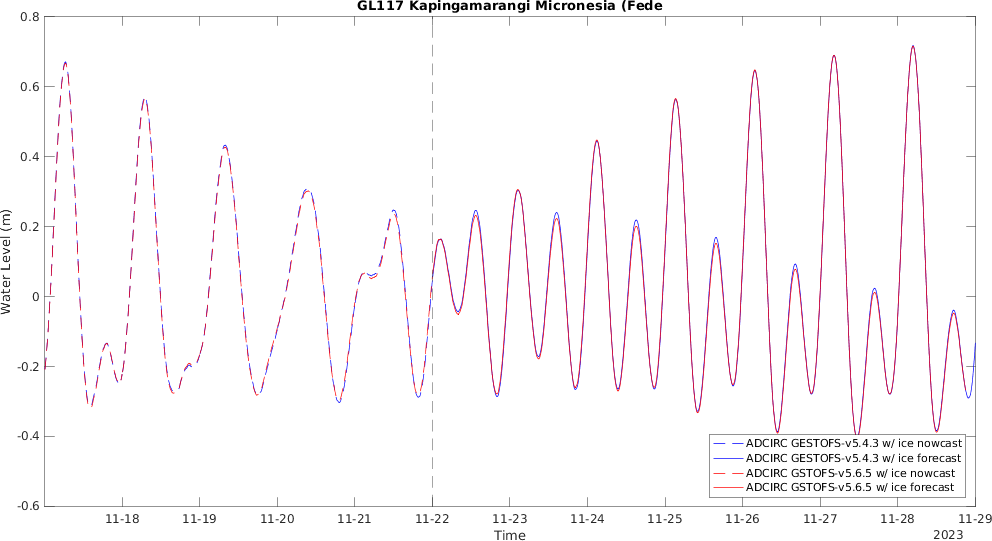 GL117 Kapingamarangi Micronesia (Fede
0.8
0.6
0.4
0.2
0
-0.2
-0.4
-0.6
Water Level (m)
11-18 11-19 11-20 11-21 11-22 11-23 11-24 11-25 11-26 11-27 11-28 11-29
Time
2023
ADCIRC GESTOFS-v5.4.3 w/ ice nowcast
ADCIRC GESTOFS-v5.4.3 w/ ice forecast
ADCIRC GSTOFS-v5.6.5 w/ ice nowcast
ADCIRC GSTOFS-v5.6.5 w/ ice forecast